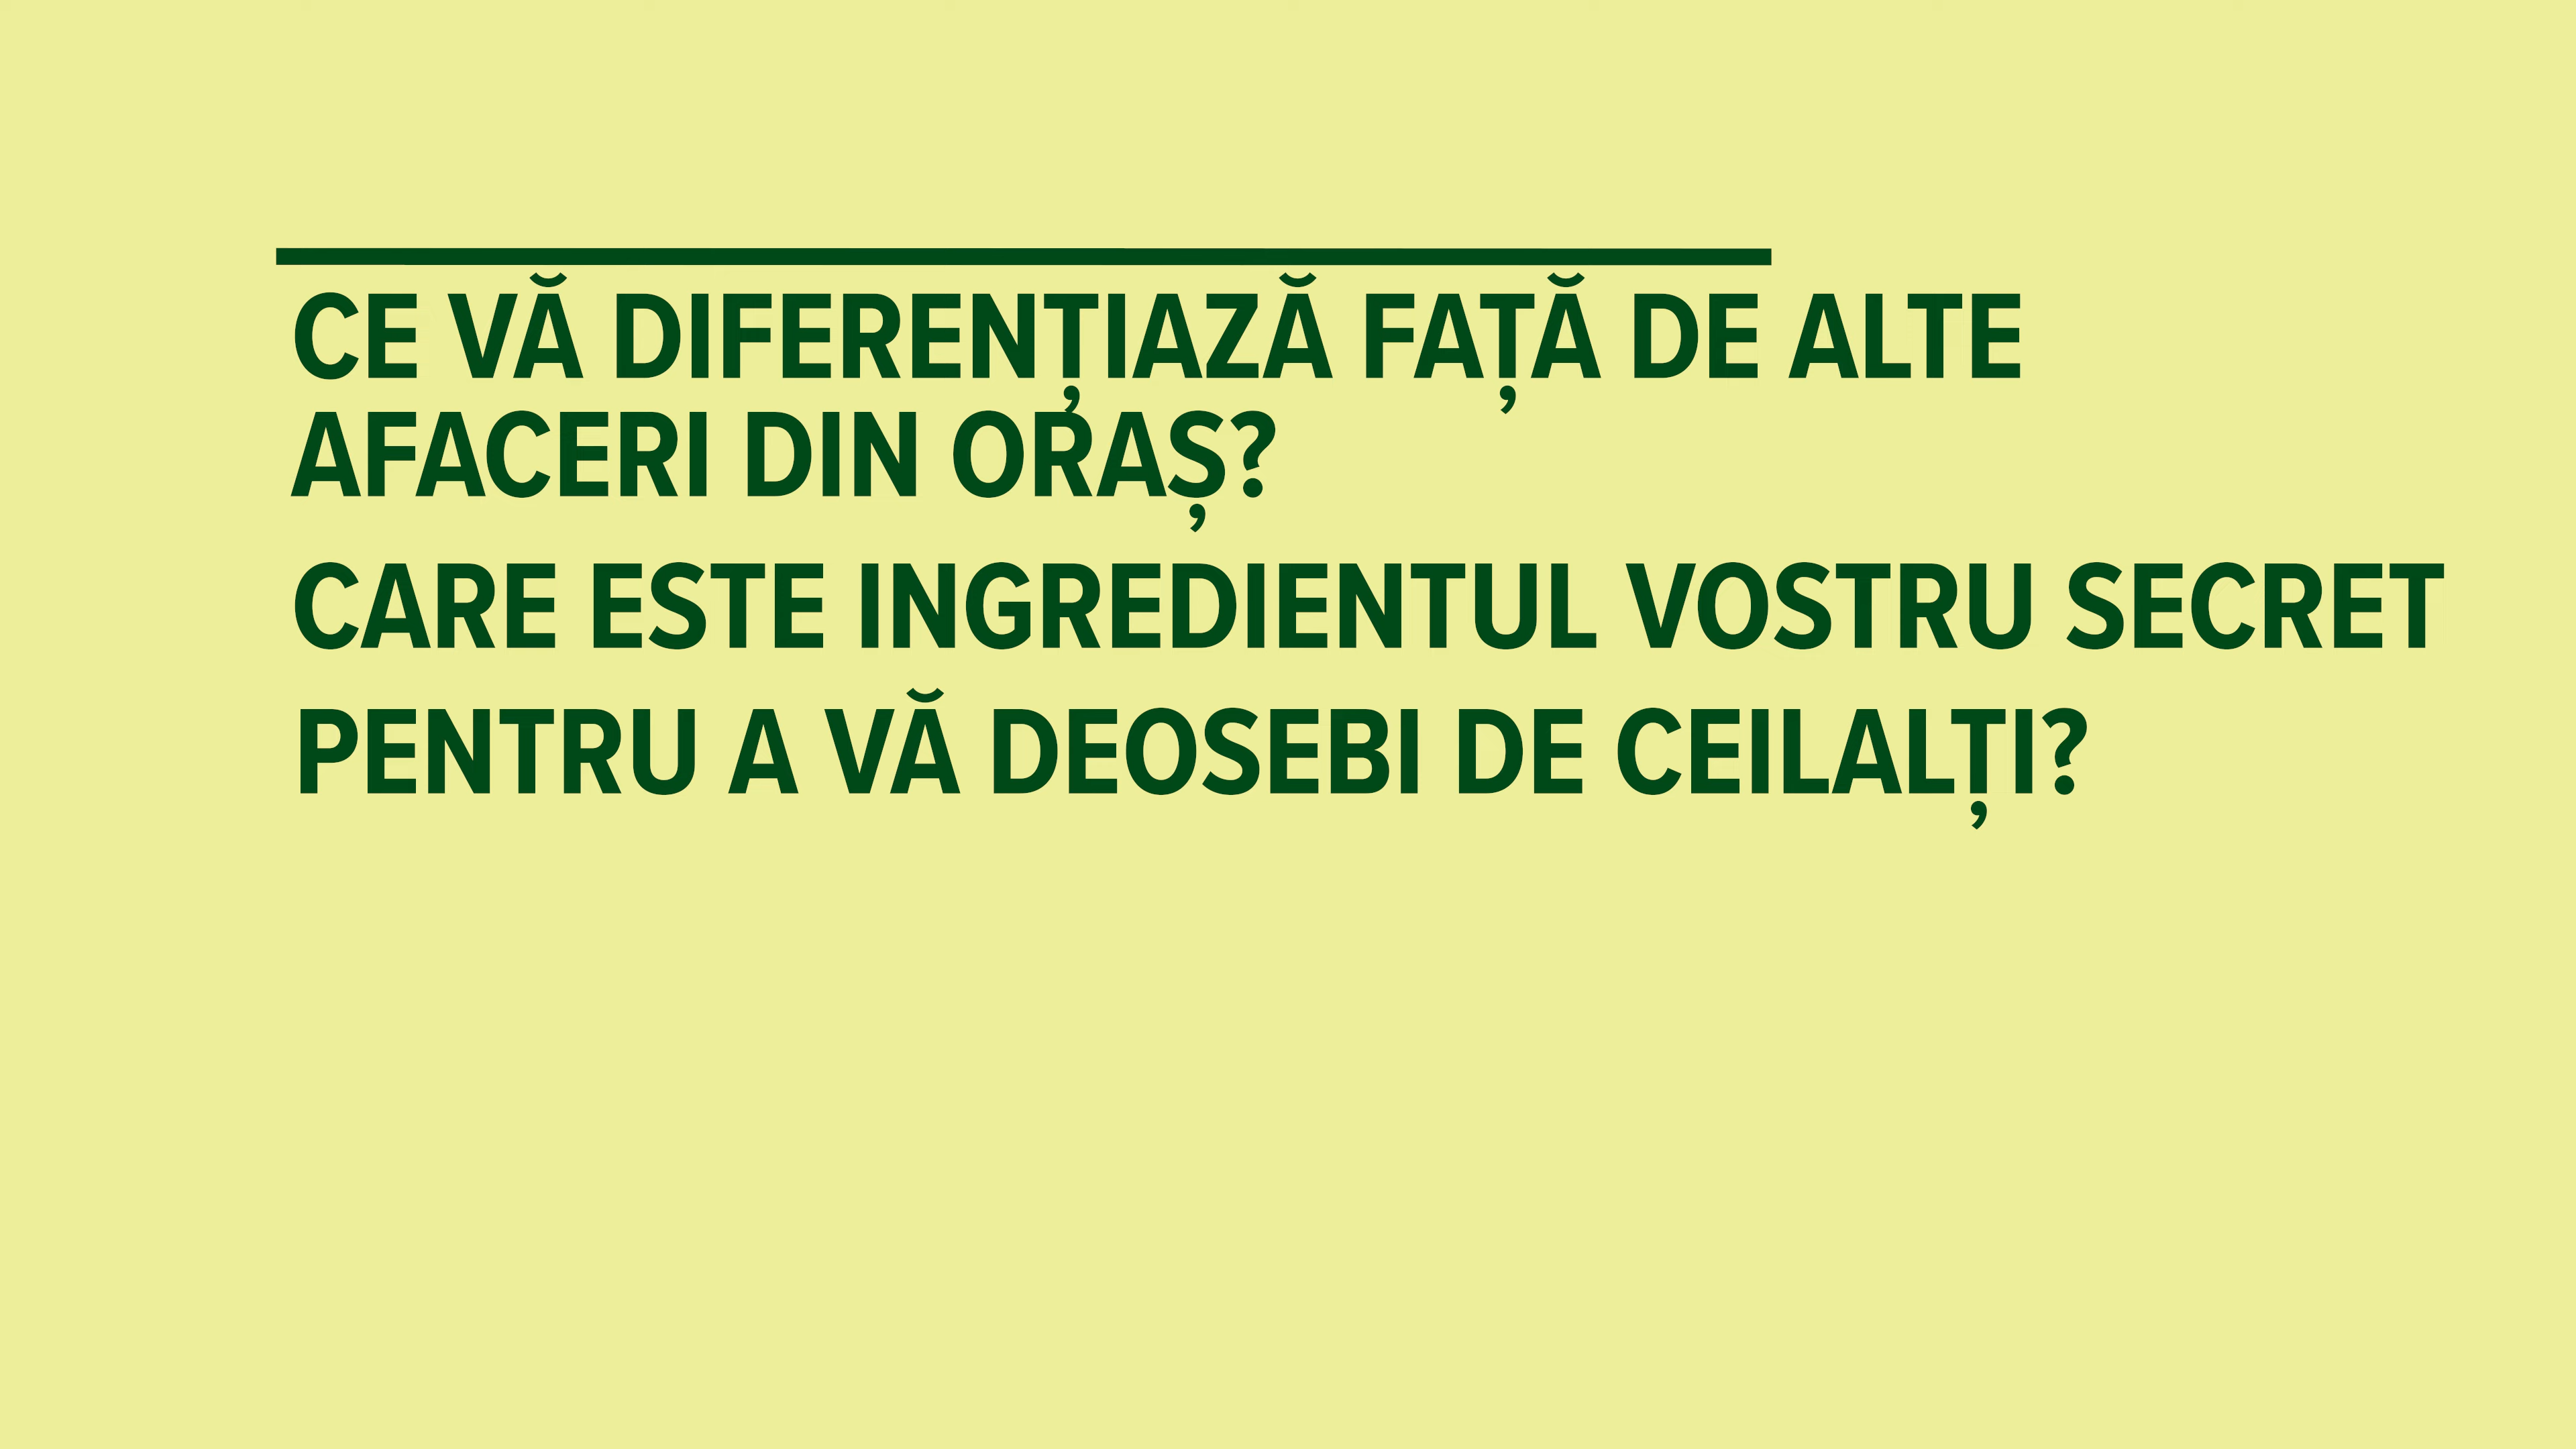 CE VĂ DIFERENȚIAZĂ FAȚĂ DE ALTE
AFACERI DIN ORAȘ?
CARE ESTE INGREDIENTUL VOSTRU SECRET
PENTRU A VĂ DEOSEBI DE CEILALȚI?